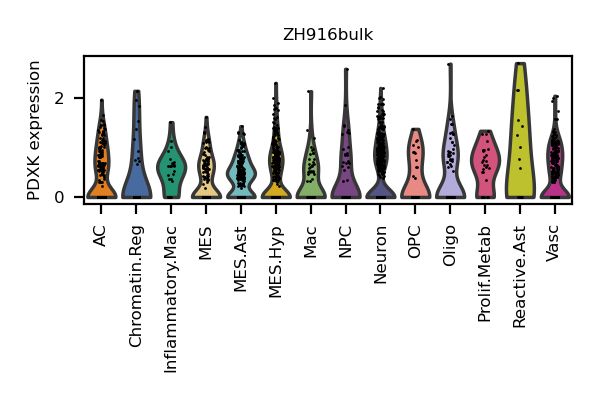 ZH916bulk
PDXK expression
2
0
AC
Chromatin.Reg
Inflammatory.Mac
MES
MES.Ast
MES.Hyp
Mac
NPC
Neuron
OPC
Oligo
Prolif.Metab
Reactive.Ast
Vasc